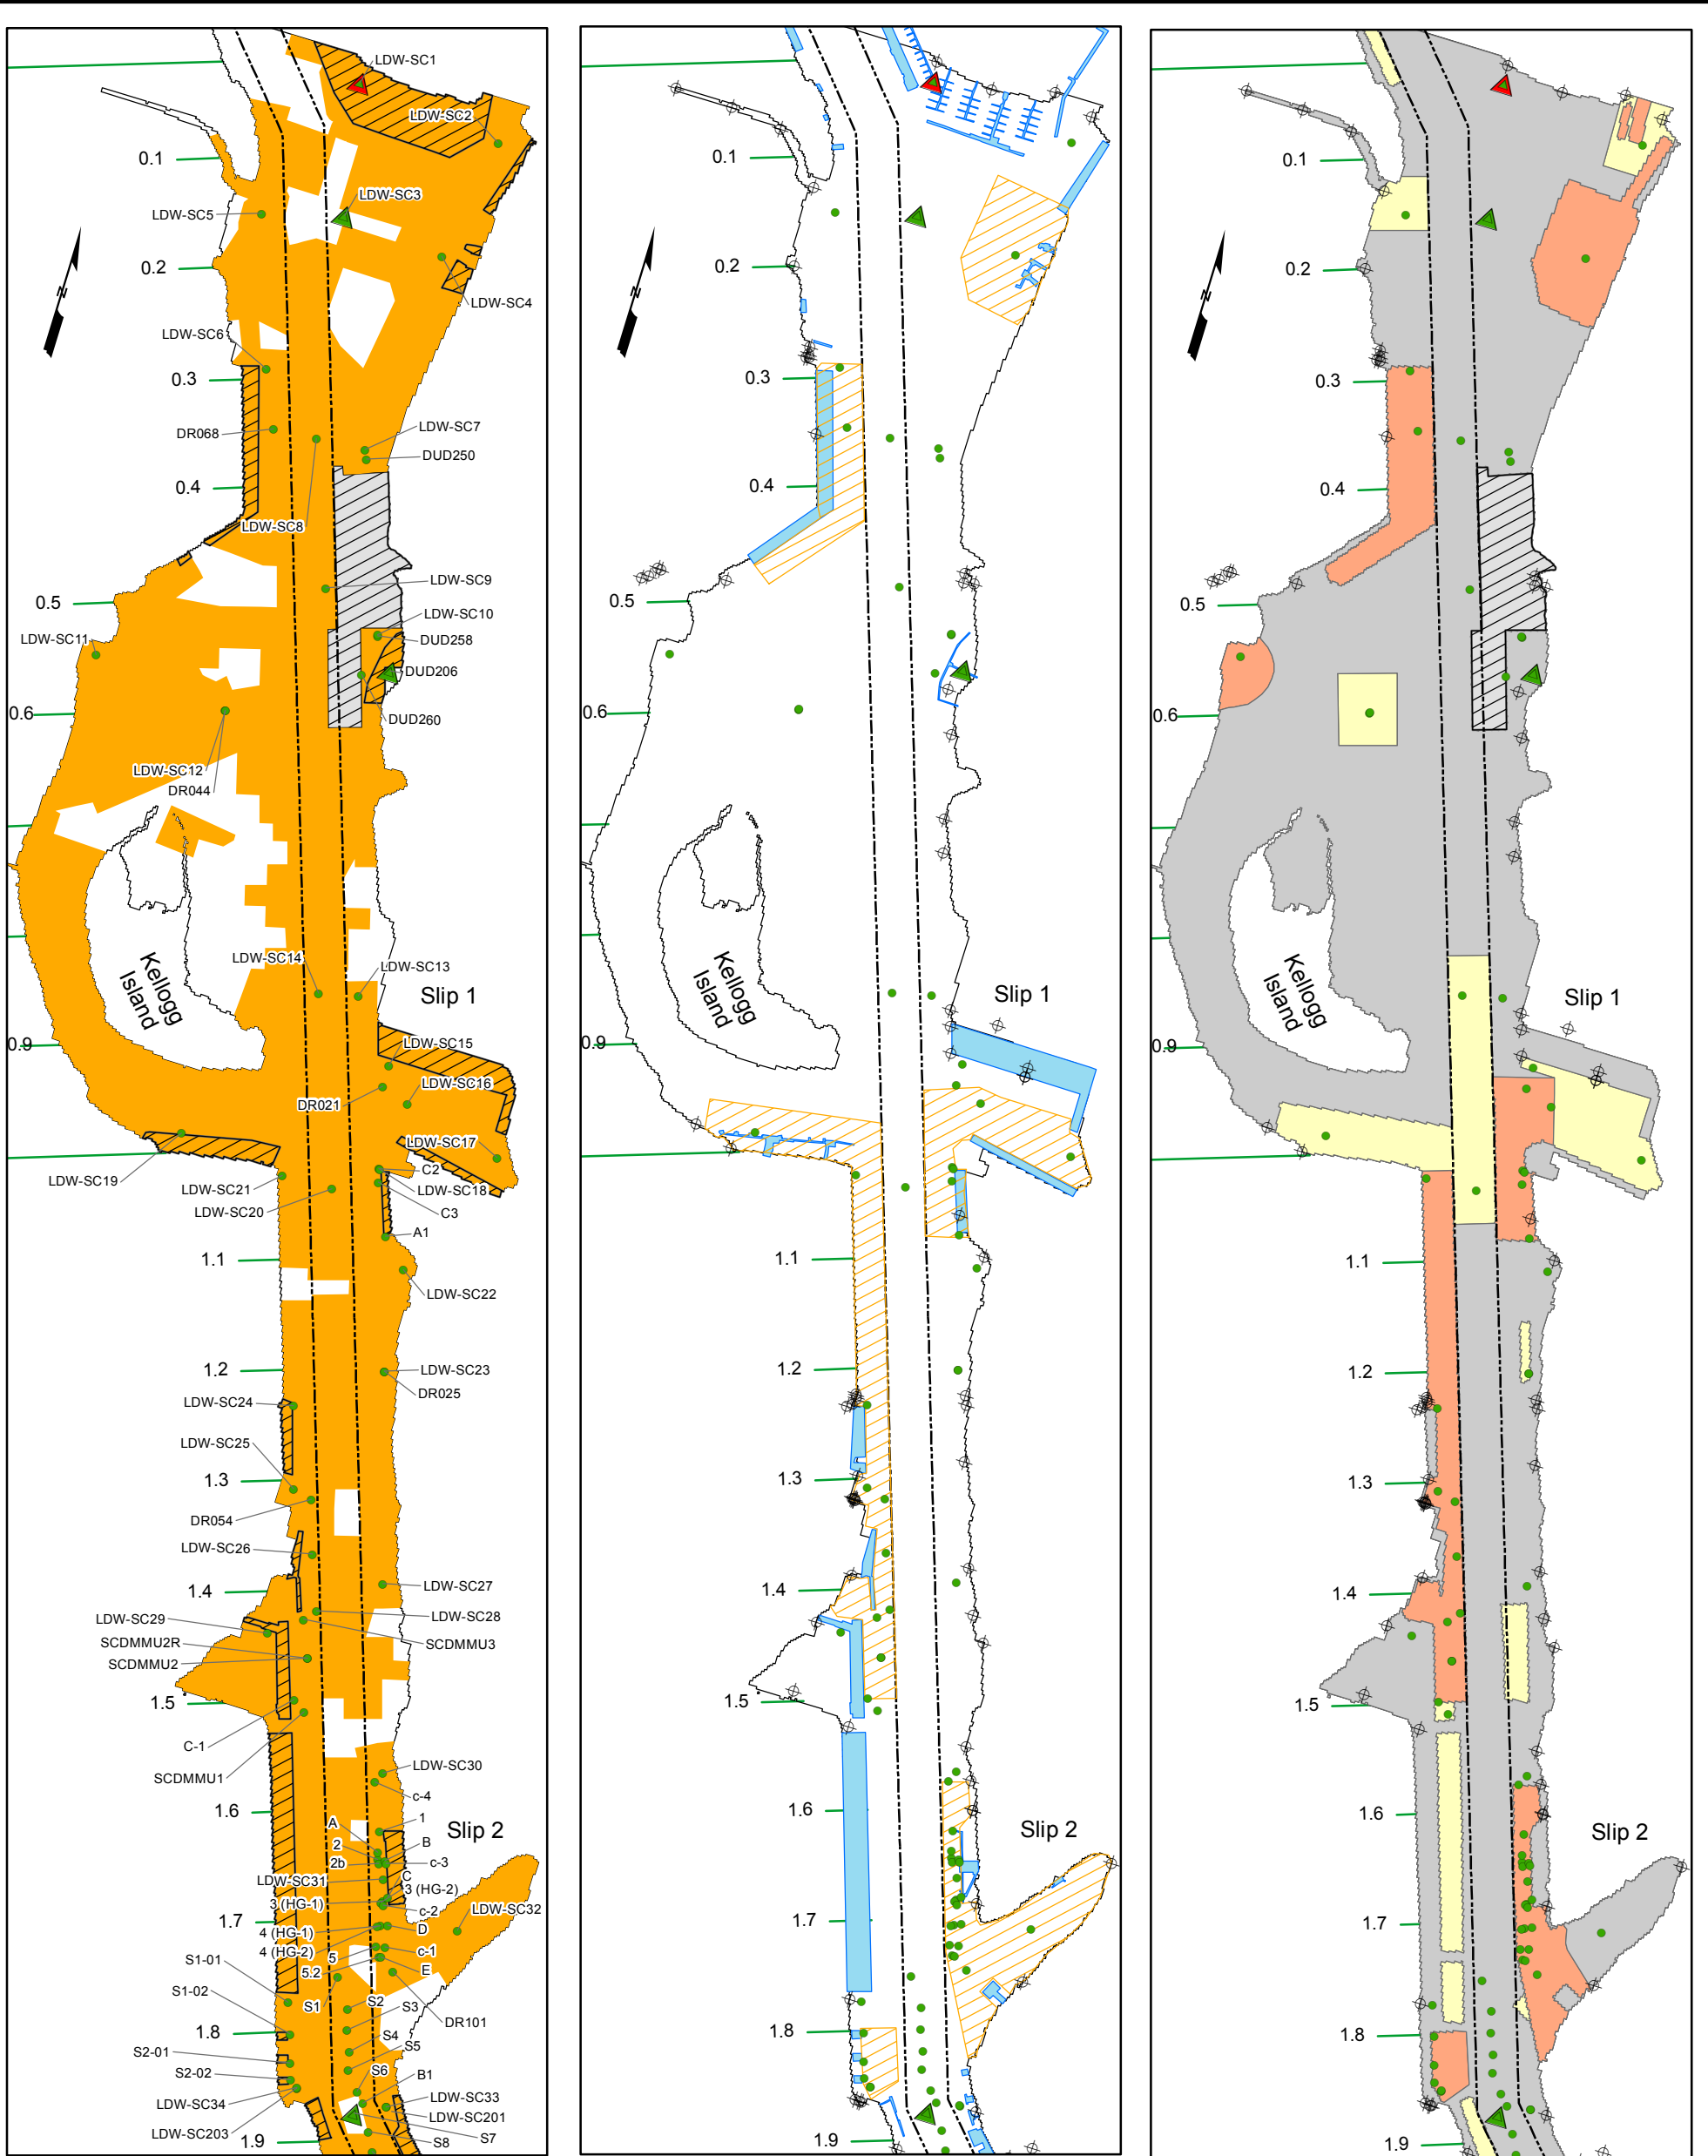 LDW-SC1
LDW-SC2
0.1
LDW-SC3
LDW-SC5
N
0.2
LDW-SC4
LDW-SC6
0.3
DR068
LDW-SC7
DUD250
0.4
LDW-SC8
LDW-SC9
0.5
LDW-SC10
LDW-SC11
DUD258
DUD206
0.6
DUD260
LDW-SC12
DR044
LDW-SC14
LDW-SC13
Kellogg
Island
Slip 1
0.9
LDW-SC15
LDW-SC16
DR021
LDW-SC17
C2
LDW-SC19
LDW-SC21
LDW-SC18
LDW-SC20
C3
A1
1.1
LDW-SC22
1.2
LDW-SC23
DR025
LDW-SC24
LDW-SC25
1.3
DR054
LDW-SC26
1.4
LDW-SC27
LDW-SC29
LDW-SC28
SCDMMU2R
SCDMMU3
SCDMMU2
1.5
C-1
SCDMMU1
LDW-SC30
c-4
1.6
1
A
Slip 2
2
B
2b
c-3
LDW-SC31
C
3 (HG-2)
3 (HG-1)
c-2
LDW-SC32
1.7
4 (HG-1)
D
4 (HG-2)
5
c-1
S1-01
5.2
E
S1-02
S1
S2
S3
DR101
1.8
S4
S5
S2-01
S2-02
S6
B1
LDW-SC34
LDW-SC33
LDW-SC201
LDW-SC203
S7
1.9
S8
0.1
N
0.2
0.3
0.4
0.5
0.6
Kellogg
Island
Slip 1
0.9
1.1
1.2
1.3
1.4
1.5
1.6
Slip 2
1.7
1.8
1.9
0.1
N
0.2
0.3
0.4
0.5
0.6
Kellogg
Island
Slip 1
0.9
1.1
1.2
1.3
1.4
1.5
1.6
Slip 2
1.7
1.8
1.9